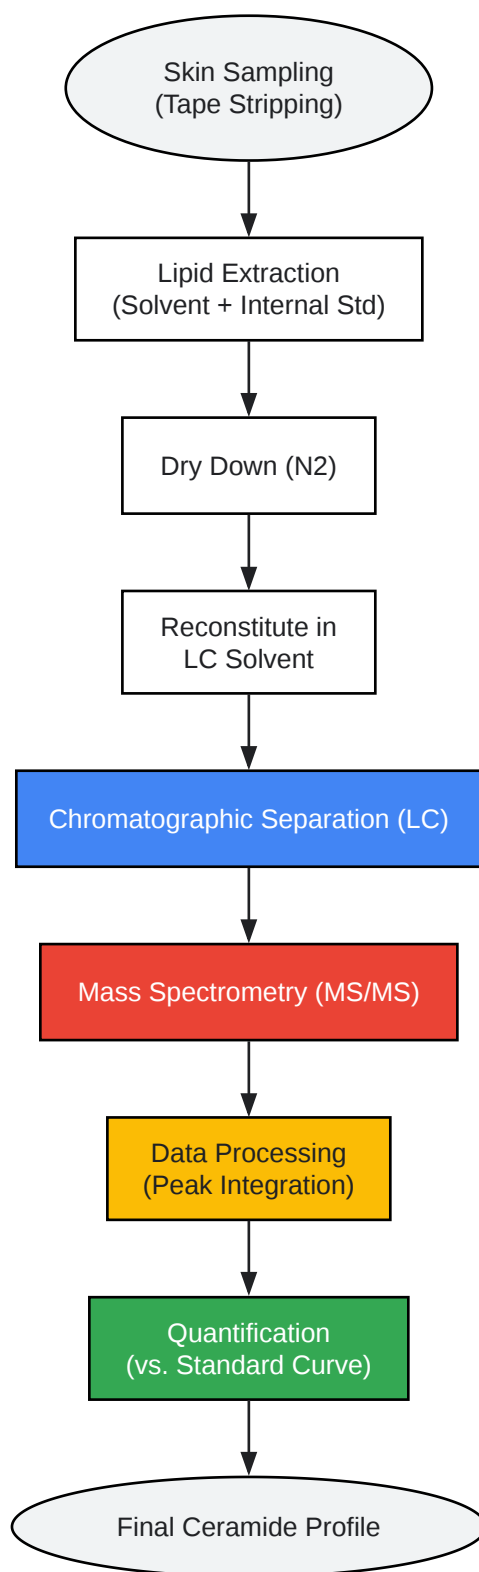 Skin Sampling
(Tape Stripping)
Lipid Extraction
(Solvent + Internal Std)
Dry Down (N2)
Reconstitute in
LC Solvent
Chromatographic Separation (LC)
Mass Spectrometry (MS/MS)
Data Processing
(Peak Integration)
Quantification
(vs. Standard Curve)
Final Ceramide Profile